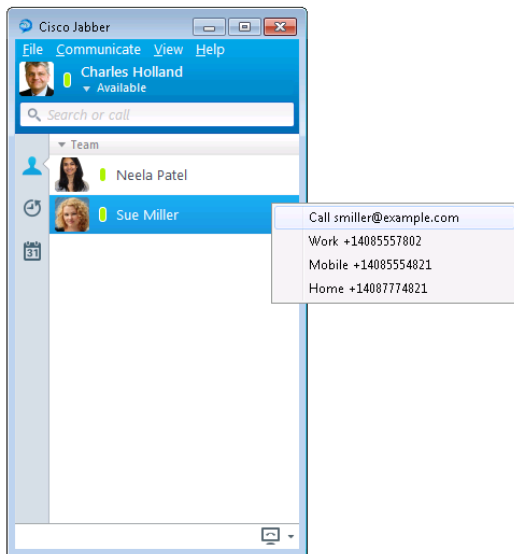 Cisco Jabber
File Communicate View Help
Charles Holland
Available
Search or call
Team
Neela Patel
Sue Miller
Call smiller@example.com
Work +14085557802
Mobile +14085554821
Home +14087774821
31